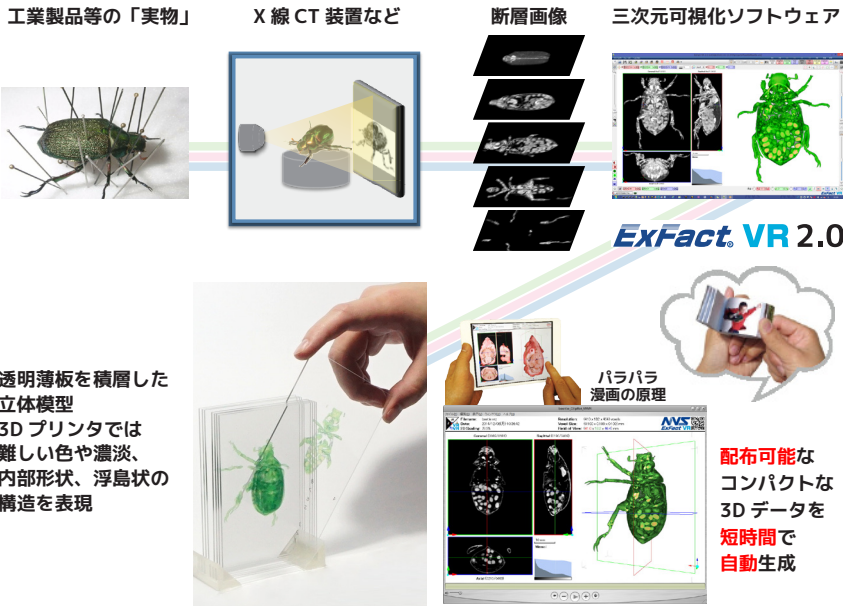 工業製品等の「実物」
X 線 CT 装置など
断層画像
三次元可視化ソフトウェア
ExFact. VR 2.0
透明薄板を積層した
立体模型
3D プリンタでは
難しい色や濃淡、
内部形状、浮島状の
構造を表現
パラパラ
漫画の原理
NVS
ExFact VR
配布可能な
コンパクトな
3D データを
短時間で
自動生成